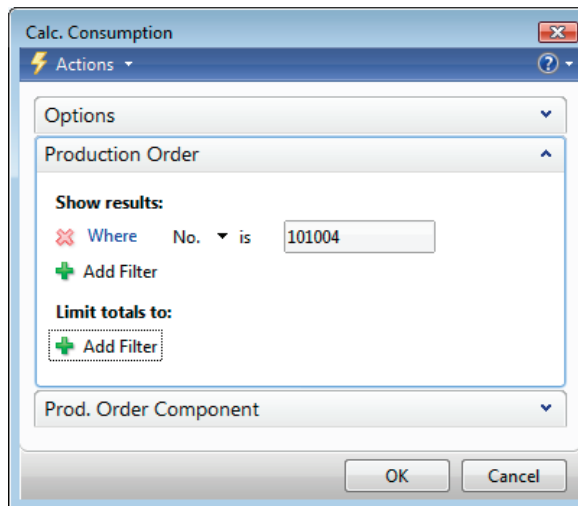 Calc. Consumption
Actions
Options
Production Order
Show results:
Where No. is 101004
Add Filter
Limit totals to:
Add Filter
Prod. Order Component
OK Cancel